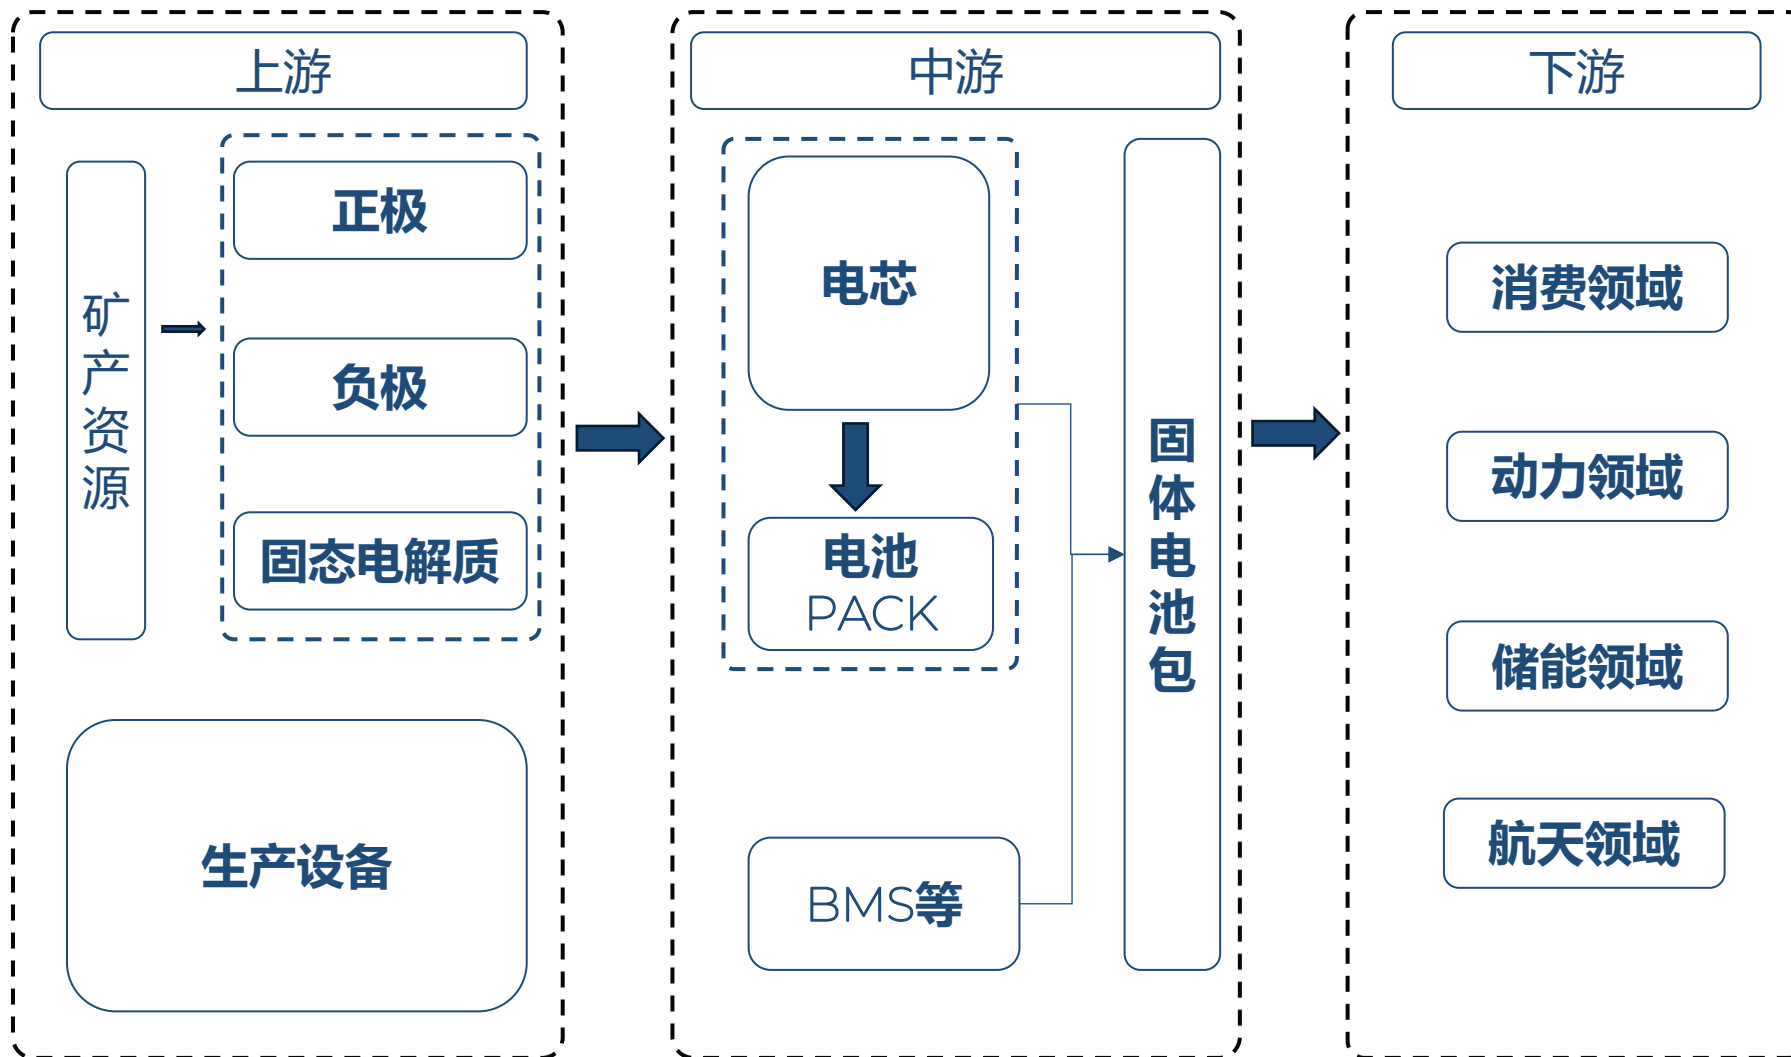 上游
矿
产
资
源
正极
负极
固态电解质
生产设备
中游
电芯
电池
PACK
BMS等
固
体
电
池
包
下游
消费领域
动力领域
储能领域
航天领域